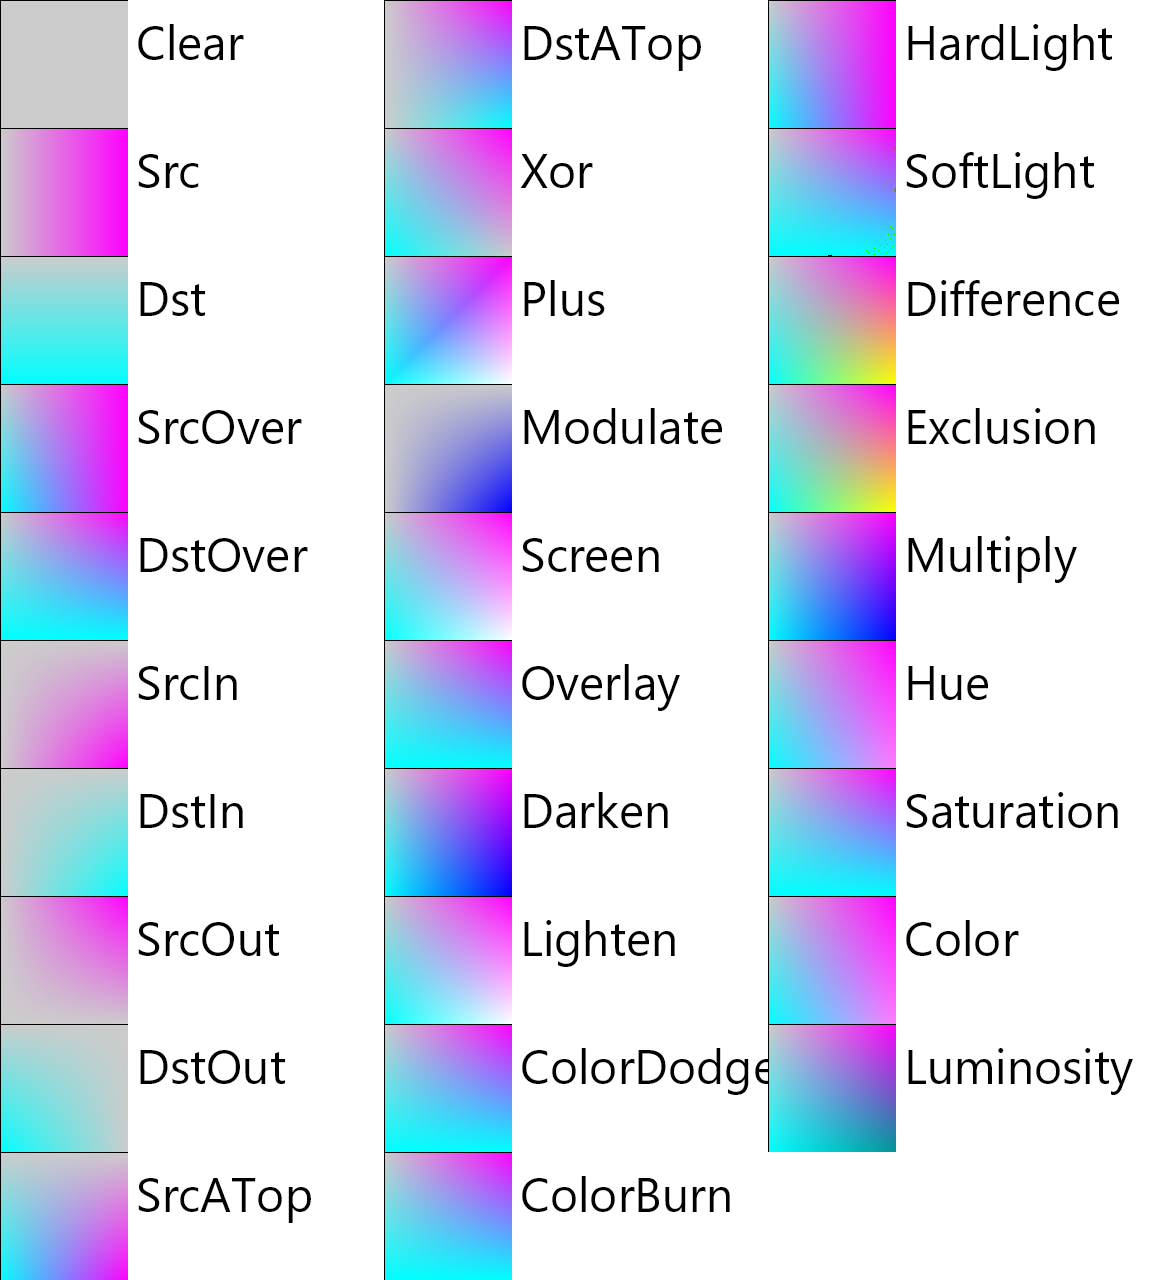 Clear
Src
Dst
SrcOver
DstOver
SrcIn
DstIn
SrcOut
DstOut
SrcATop
DstATop
Xor
Plus
Modulate
Screen
Overlay
Darken
Lighten
ColorDodge
ColorBurn
HardLight
SoftLight
Difference
Exclusion
Multiply
Hue
Saturation
Color
Luminosity